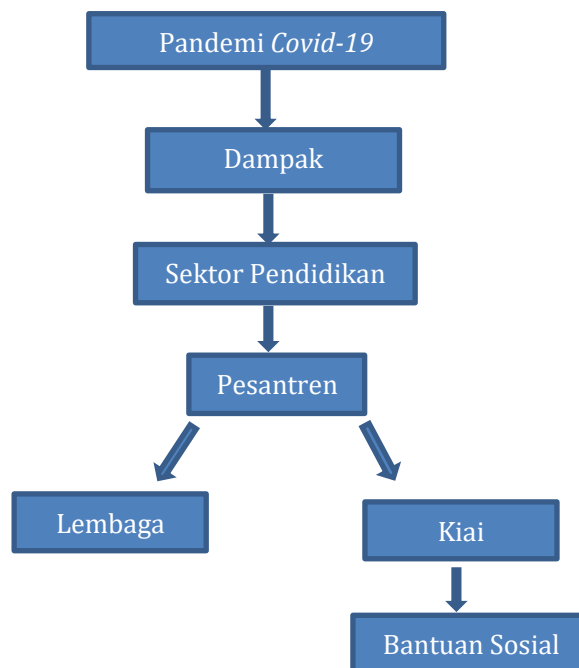 Pandemi Covid-19
Dampak
Sektor Pendidikan
Pesantren
Lembaga
Kiai
Bantuan Sosial